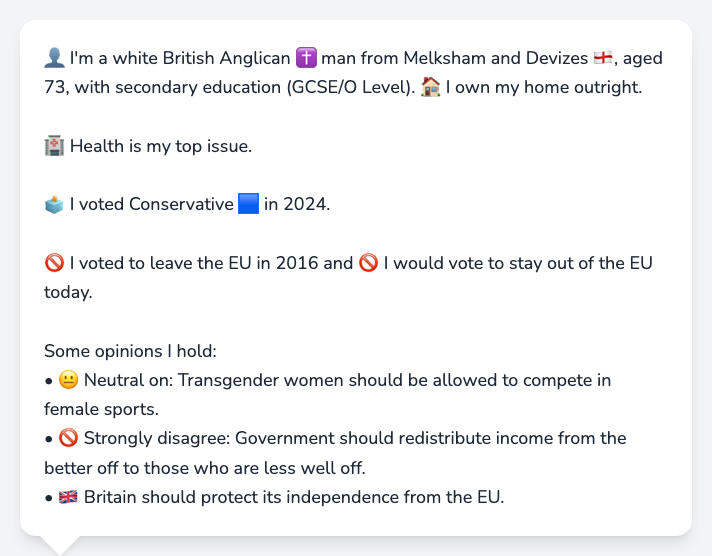 👤 I'm a white British Anglican ✝️ man from Melksham and Devizes 🏴󠁧󠁢󠁥󠁮󠁧󠁿, aged
73, with secondary education (GCSE/O Level). 🏠 I own my home outright.
🏥 Health is my top issue.
🗳️ I voted Conservative 🟦 in 2024.
🚫 I voted to leave the EU in 2016 and 🚫 I would vote to stay out of the EU
today.
Some opinions I hold:
• 😐 Neutral on: Transgender women should be allowed to compete in
female sports.
• 🚫 Strongly disagree: Government should redistribute income from the
better off to those who are less well off.
• 🇬🇧 Britain should protect its independence from the EU.